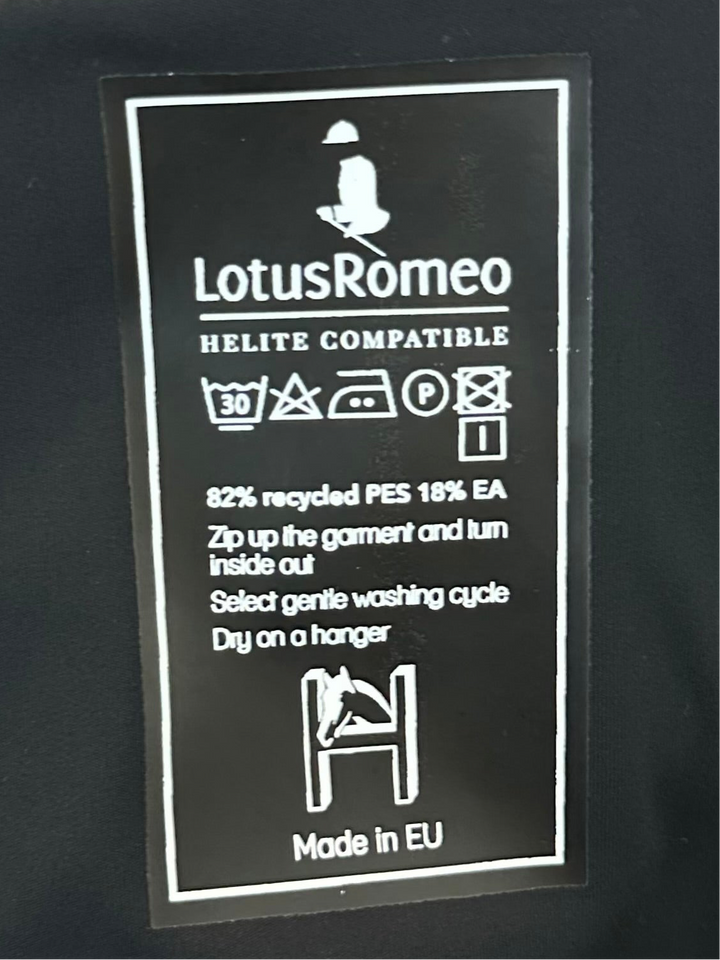 LotusRomeo
HELITE COMPATIBLE
30 P
82% recycled PES 18% EA
Zip up the garment and turn
inside out
Select gentle washing cycle
Dry on a hanger
H
Made in EU